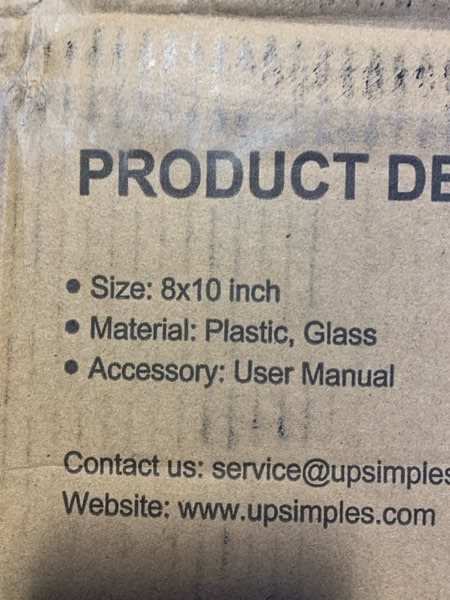 PRODUCT DE
• Size: 8x10 inch
• Material: Plastic, Glass
• Accessory: User Manual
Contact us: service@upsimples
Website: www.upsimples.com